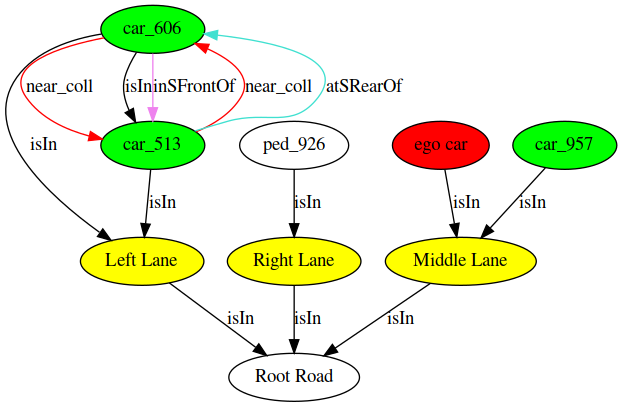 car_606
near_coll
isIn
inSFrontOf
near_coll
atSRearOf
isIn
car_513
ped_926
ego car
car_957
isIn
isIn
isIn
isIn
Left Lane
Right Lane
Middle Lane
isIn
isIn
isIn
Root Road